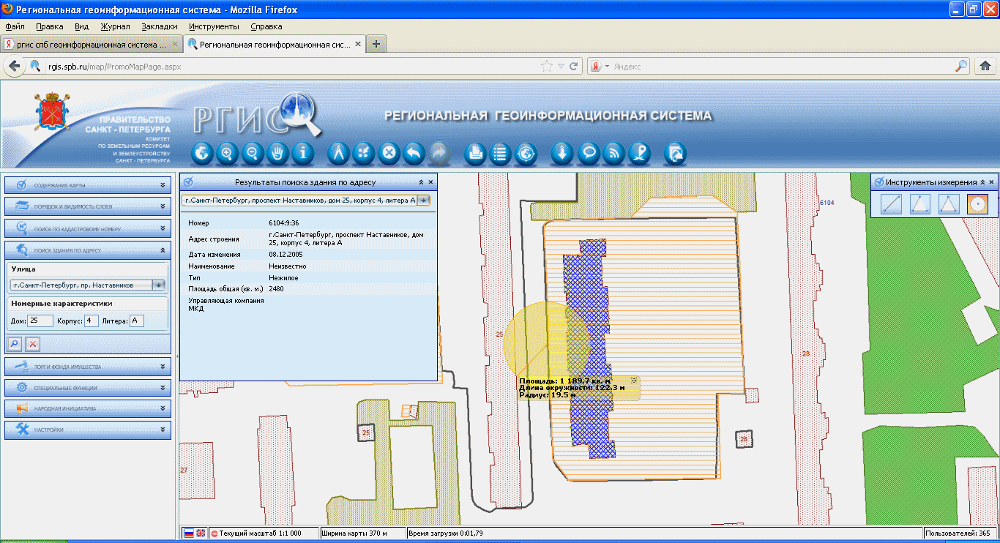 Региональная геоинформационная система - Mozilla Firefox
Файл Правка Вид Журнал Закладки Инструменты Справка
Я ргис спб геоинформационная система ...
Региональная геоинформационная сис...
rgis.spb.ru/map/PromoMapPage.aspx
Я Яндекс
ПРАВИТЕЛЬСТВО
САНКТ - ПЕТЕРБУРГА
КОМИТЕТ
ПО ЗЕМЕЛЬНЫМ РЕСУРСАМ
И ЗЕМЛЕУСТРОЙСТВУ
САНКТ - ПЕТЕРБУРГА
РГИС
РЕГИОНАЛЬНАЯ ГЕОИНФОРМАЦИОННАЯ СИСТЕМА
СОДЕРЖАНИЕ КАРТЫ
ПОРЯДОК И ВИДИМОСТЬ СЛОЕВ
ПОИСК ПО КАДАСТРОВОМУ НОМЕРУ
ПОИСК ЗДАНИЯ ПО АДРЕСУ
Улица
г.Санкт-Петербург, пр. Наставников
Номерные характеристики
Дом: 25 Корпус: 4 Литера: А
ТОРГИ ФОНДА ИМУЩЕСТВА
СПЕЦИАЛЬНЫЕ ФУНКЦИИ
НАРОДНАЯ ИНИЦИАТИВА
НАСТРОЙКИ
Результаты поиска здания по адресу
г.Санкт-Петербург, проспект Наставников, дом 25, корпус 4, литера А
Номер 6104:9:36
Адрес строения г.Санкт-Петербург, проспект Наставников, дом
25, корпус 4, литера А
Дата изменения 08.12.2005
Наименование Неизвестно
Тип Нежилое
Площадь общая (кв. м.) 2480
Управляющая компания
МКД
Инструменты измерения
6104
25
28
Площадь: 1 189.7 кв. м
Длина окружности: 122.3 м
Радиус: 19.5 м
25
28
27
Текущий масштаб 1:1 000
Ширина карты 370 м
Время загрузки 0:01,79
Пользователей: 365